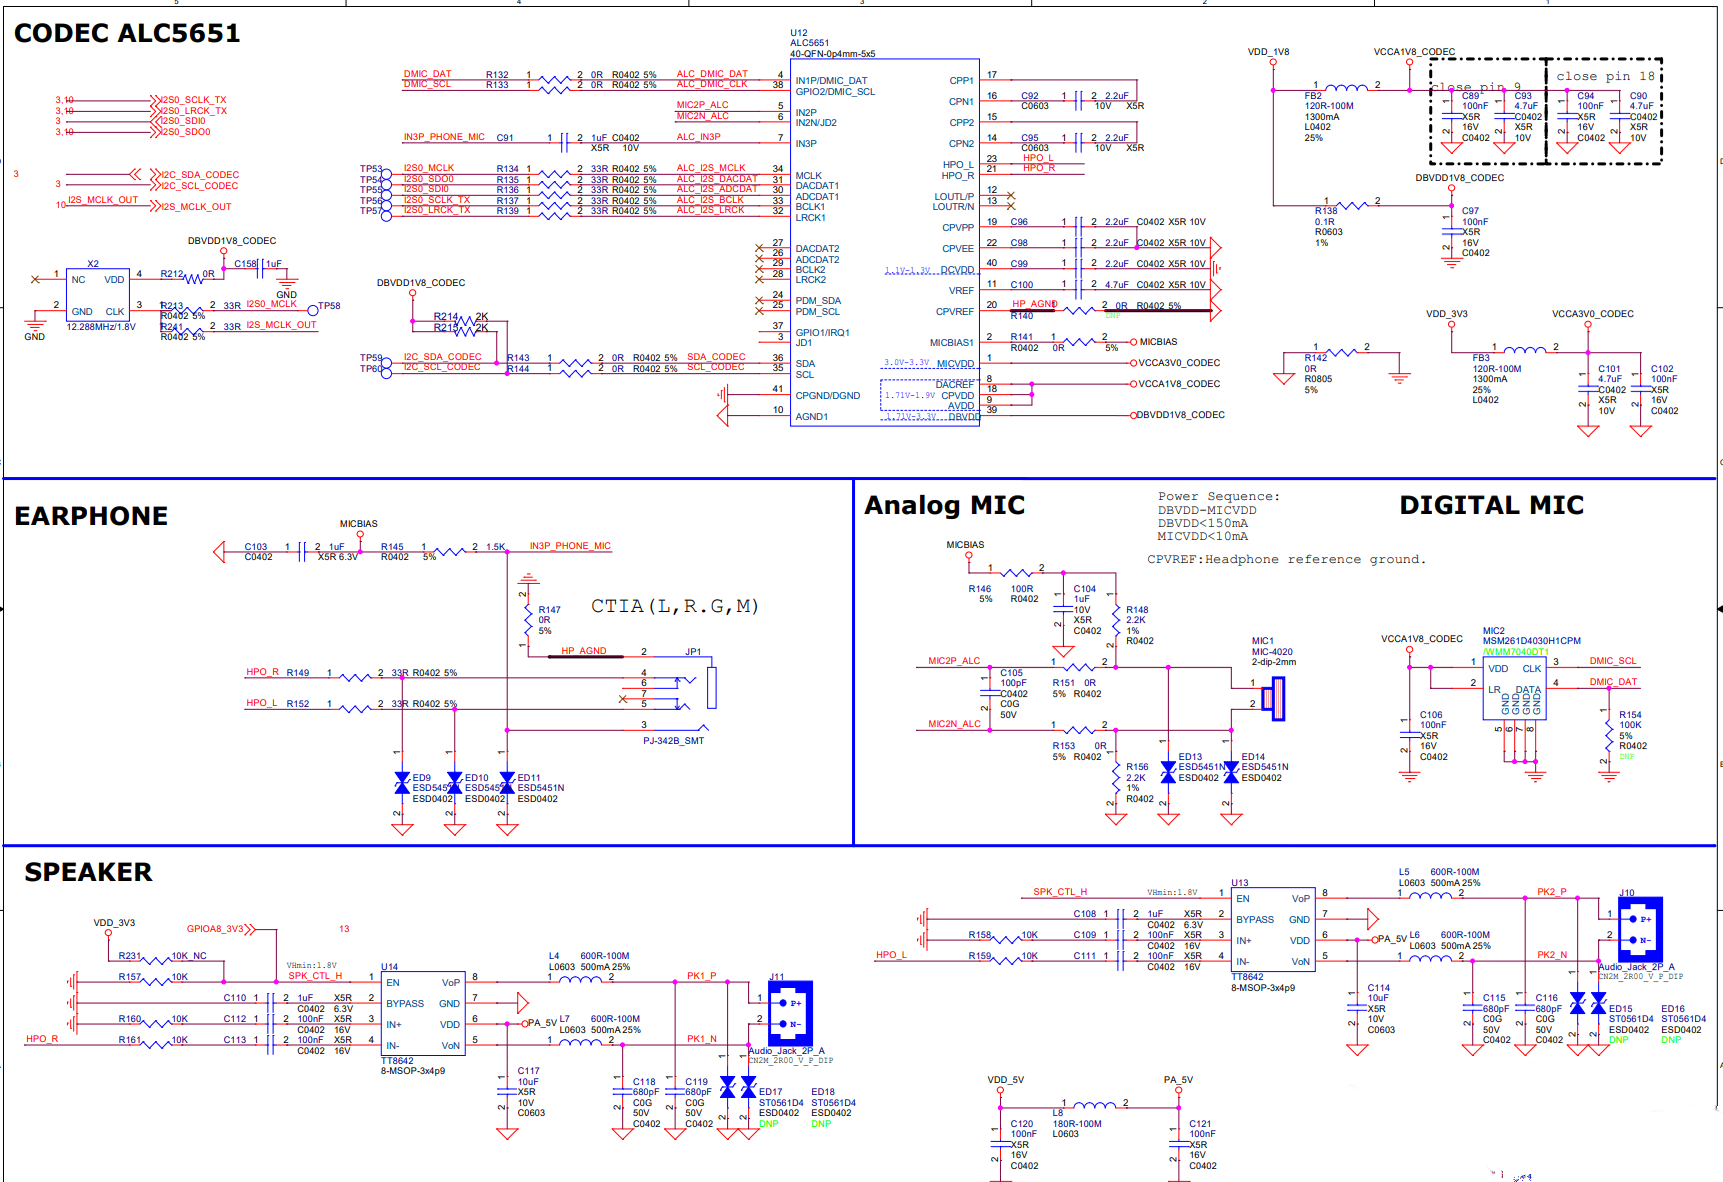 5
4
3
2
1
CODEC ALC5651
U12
ALC5651
40-QFN-0p4mm-5x5
3,10 I2S0_SCLK_TX
3,10 I2S0_LRCK_TX
3 I2S0_SDI0
3,10 I2S0_SDO0
3 I2C_SDA_CODEC
3 I2C_SCL_CODEC
10 I2S_MCLK_OUT I2S_MCLK_OUT
DMIC_DAT R132 1 2 0R R0402 5% ALC_DMIC_DAT 4 IN1P/DMIC_DAT
DMIC_SCL R133 1 2 0R R0402 5% ALC_DMIC_CLK 38 GPIO2/DMIC_SCL
MIC2P_ALC 5 IN2P
MIC2N_ALC 6 IN2N/JD2
IN3P_PHONE_MIC C91 1 2 1uF C0402 X5R 10V ALC_IN3P 7 IN3P
TP53 I2S0_MCLK R134 1 2 33R R0402 5% ALC_I2S_MCLK 34 MCLK
TP54 I2S0_SDO0 R135 1 2 33R R0402 5% ALC_I2S_DACDAT 31 DACDAT1
TP55 I2S0_SDI0 R136 1 2 33R R0402 5% ALC_I2S_ADCDAT 30 ADCDAT1
TP56 I2S0_SCLK_TX R137 1 2 33R R0402 5% ALC_I2S_BCLK 33 BCLK1
TP57 I2S0_LRCK_TX R139 1 2 33R R0402 5% ALC_I2S_LRCK 32 LRCK1
27 DACDAT2
26 ADCDAT2
29 BCLK2
28 LRCK2
24 PDM_SDA
25 PDM_SCL
37 GPIO1/IRQ1
3 JD1
TP59 I2C_SDA_CODEC R143 1 2 0R R0402 5% SDA_CODEC 36 SDA
TP60 I2C_SCL_CODEC R144 1 2 0R R0402 5% SCL_CODEC 35 SCL
41 CPGND/DGND
10 AGND1
DBVDD1V8_CODEC
R214 2K
R215 2K
DBVDD1V8_CODEC
X2
1 NC VDD 4 R212 0R C158 1uF
GND
2 GND CLK 3 R213 33R I2S0_MCLK TP58
R0402 5%
R241 33R I2S_MCLK_OUT
R0402 5%
12.288MHz/1.8V
GND
CPP1 17
CPN1 16 C92 1 2 2.2uF C0603 10V X5R
CPP2 15
CPN2 14 C95 1 2 2.2uF C0603 10V X5R
HPO_L 23 HPO_L
HPO_R 21 HPO_R
LOUTL/P 12
LOUTR/N 13
CPVPP 19 C96 1 2 2.2uF C0402 X5R 10V
CPVEE 22 C98 1 2 2.2uF C0402 X5R 10V
1.1V-1.3V DCVDD 40 C99 1 2 2.2uF C0402 X5R 10V
VREF 11 C100 1 2 4.7uF C0402 X5R 10V
CPVREF 20 HP_AGND R140 1 2 0R R0402 5% DNP
MICBIAS1 2 R141 1 2 R0402 0R 5% MICBIAS
3.0V-3.3V MICVDD 1 VCCA3V0_CODEC
DACREF 8 VCCA1V8_CODEC
1.71V-1.9V CPVDD 18
AVDD 9
1.71V-3.3V DBVDD 39 DBVDD1V8_CODEC
VDD_1V8 VCCA1V8_CODEC
1 2
FB2
120R-100M
1300mA
L0402
25%
close pin 9
close pin 18
C89 100nF X5R 16V C0402
C93 4.7uF C0402 X5R 10V
C94 100nF X5R 16V C0402
C90 4.7uF C0402 X5R 10V
DBVDD1V8_CODEC
R138 0.1R R0603 1%
C97 100nF X5R 16V C0402
VDD_3V3 VCCA3V0_CODEC
R142 0R R0805 5%
FB3 120R-100M 1300mA 25% L0402
C101 4.7uF C0402 X5R 10V
C102 100nF X5R 16V C0402
EARPHONE
MICBIAS
C103 C0402 1 2 1uF X5R 6.3V R145 R0402 1 5% 2 1.5K IN3P_PHONE_MIC
R147 0R 5%
CTIA(L,R.G,M)
HP_AGND 2 JP1
HPO_R R149 1 2 33R R0402 5% 4
6
7
HPO_L R152 1 2 33R R0402 5% 5
3
PJ-342B_SMT
ED9 ESD5451N ESD0402
ED10 ESD5451N ESD0402
ED11 ESD5451N ESD0402
Analog MIC
Power Sequence:
DBVDD-MICVDD
DBVDD<150mA
MICVDD<10mA
CPVREF:Headphone reference ground.
DIGITAL MIC
MICBIAS
R146 5% 100R R0402
C104 1uF 10V X5R C0402
R148 2.2K 1% R0402
MIC2P_ALC
C105 100pF C0402 C0G 50V
R151 0R 5% R0402
MIC2N_ALC
R153 0R 5% R0402
R156 2.2K 1% R0402
ED13 ESD5451N ESD0402
ED14 ESD5451N ESD0402
MIC1
MIC-4020
2-dip-2mm
VCCA1V8_CODEC
MIC2
MSM261D4030H1CPM
/WMM7040DT1
1 VDD CLK 3 DMIC_SCL
2 LR DATA 4 DMIC_DAT
GND GND GND GND
5 6 7 8
C106 100nF X5R 16V C0402
R154 100K 5% R0402 DNP
SPEAKER
VDD_3V3
GPIOA8_3V3 13
R231 10K_NC
VHmin:1.8V
R157 10K SPK_CTL_H 1 EN
C110 1 2 1uF X5R C0402 6.3V 2 BYPASS
R160 10K C112 1 2 100nF X5R C0402 16V 3 IN+
HPO_R R161 10K C113 1 2 100nF X5R C0402 16V 4 IN-
U14
TT8642
8-MSOP-3x4p9
VoP 8
GND 7
VDD 6 PA_5V
VoN 5
L4 600R-100M L0603 500mA 25% PK1_P
L7 600R-100M L0603 500mA 25% PK1_N
J11
1 P+
2 N-
Audio_Jack_2P_A
CN2M_2R00_V_P_DIP
C117 10uF X5R 10V C0603
C118 680pF C0G 50V C0402
C119 680pF C0G 50V C0402
ED17 ST0561D4 ESD0402 DNP
ED18 ST0561D4 ESD0402 DNP
SPK_CTL_H VHmin:1.8V 1 EN
C108 1 2 1uF X5R C0402 6.3V 2 BYPASS
R158 10K C109 1 2 100nF X5R C0402 16V 3 IN+
HPO_L R159 10K C111 1 2 100nF X5R C0402 16V 4 IN-
U13
TT8642
8-MSOP-3x4p9
VoP 8
GND 7
VDD 6 PA_5V
VoN 5
L5 600R-100M L0603 500mA 25% PK2_P
L6 600R-100M L0603 500mA 25% PK2_N
J10
1 P+
2 N-
Audio_Jack_2P_A
CN2M_2R00_V_P_DIP
C114 10uF X5R 10V C0603
C115 680pF C0G 50V C0402
C116 680pF C0G 50V C0402
ED15 ST0561D4 ESD0402 DNP
ED16 ST0561D4 ESD0402 DNP
VDD_5V PA_5V
1 2
L8 180R-100M L0603
C120 100nF X5R 16V C0402
C121 100nF X5R 16V C0402